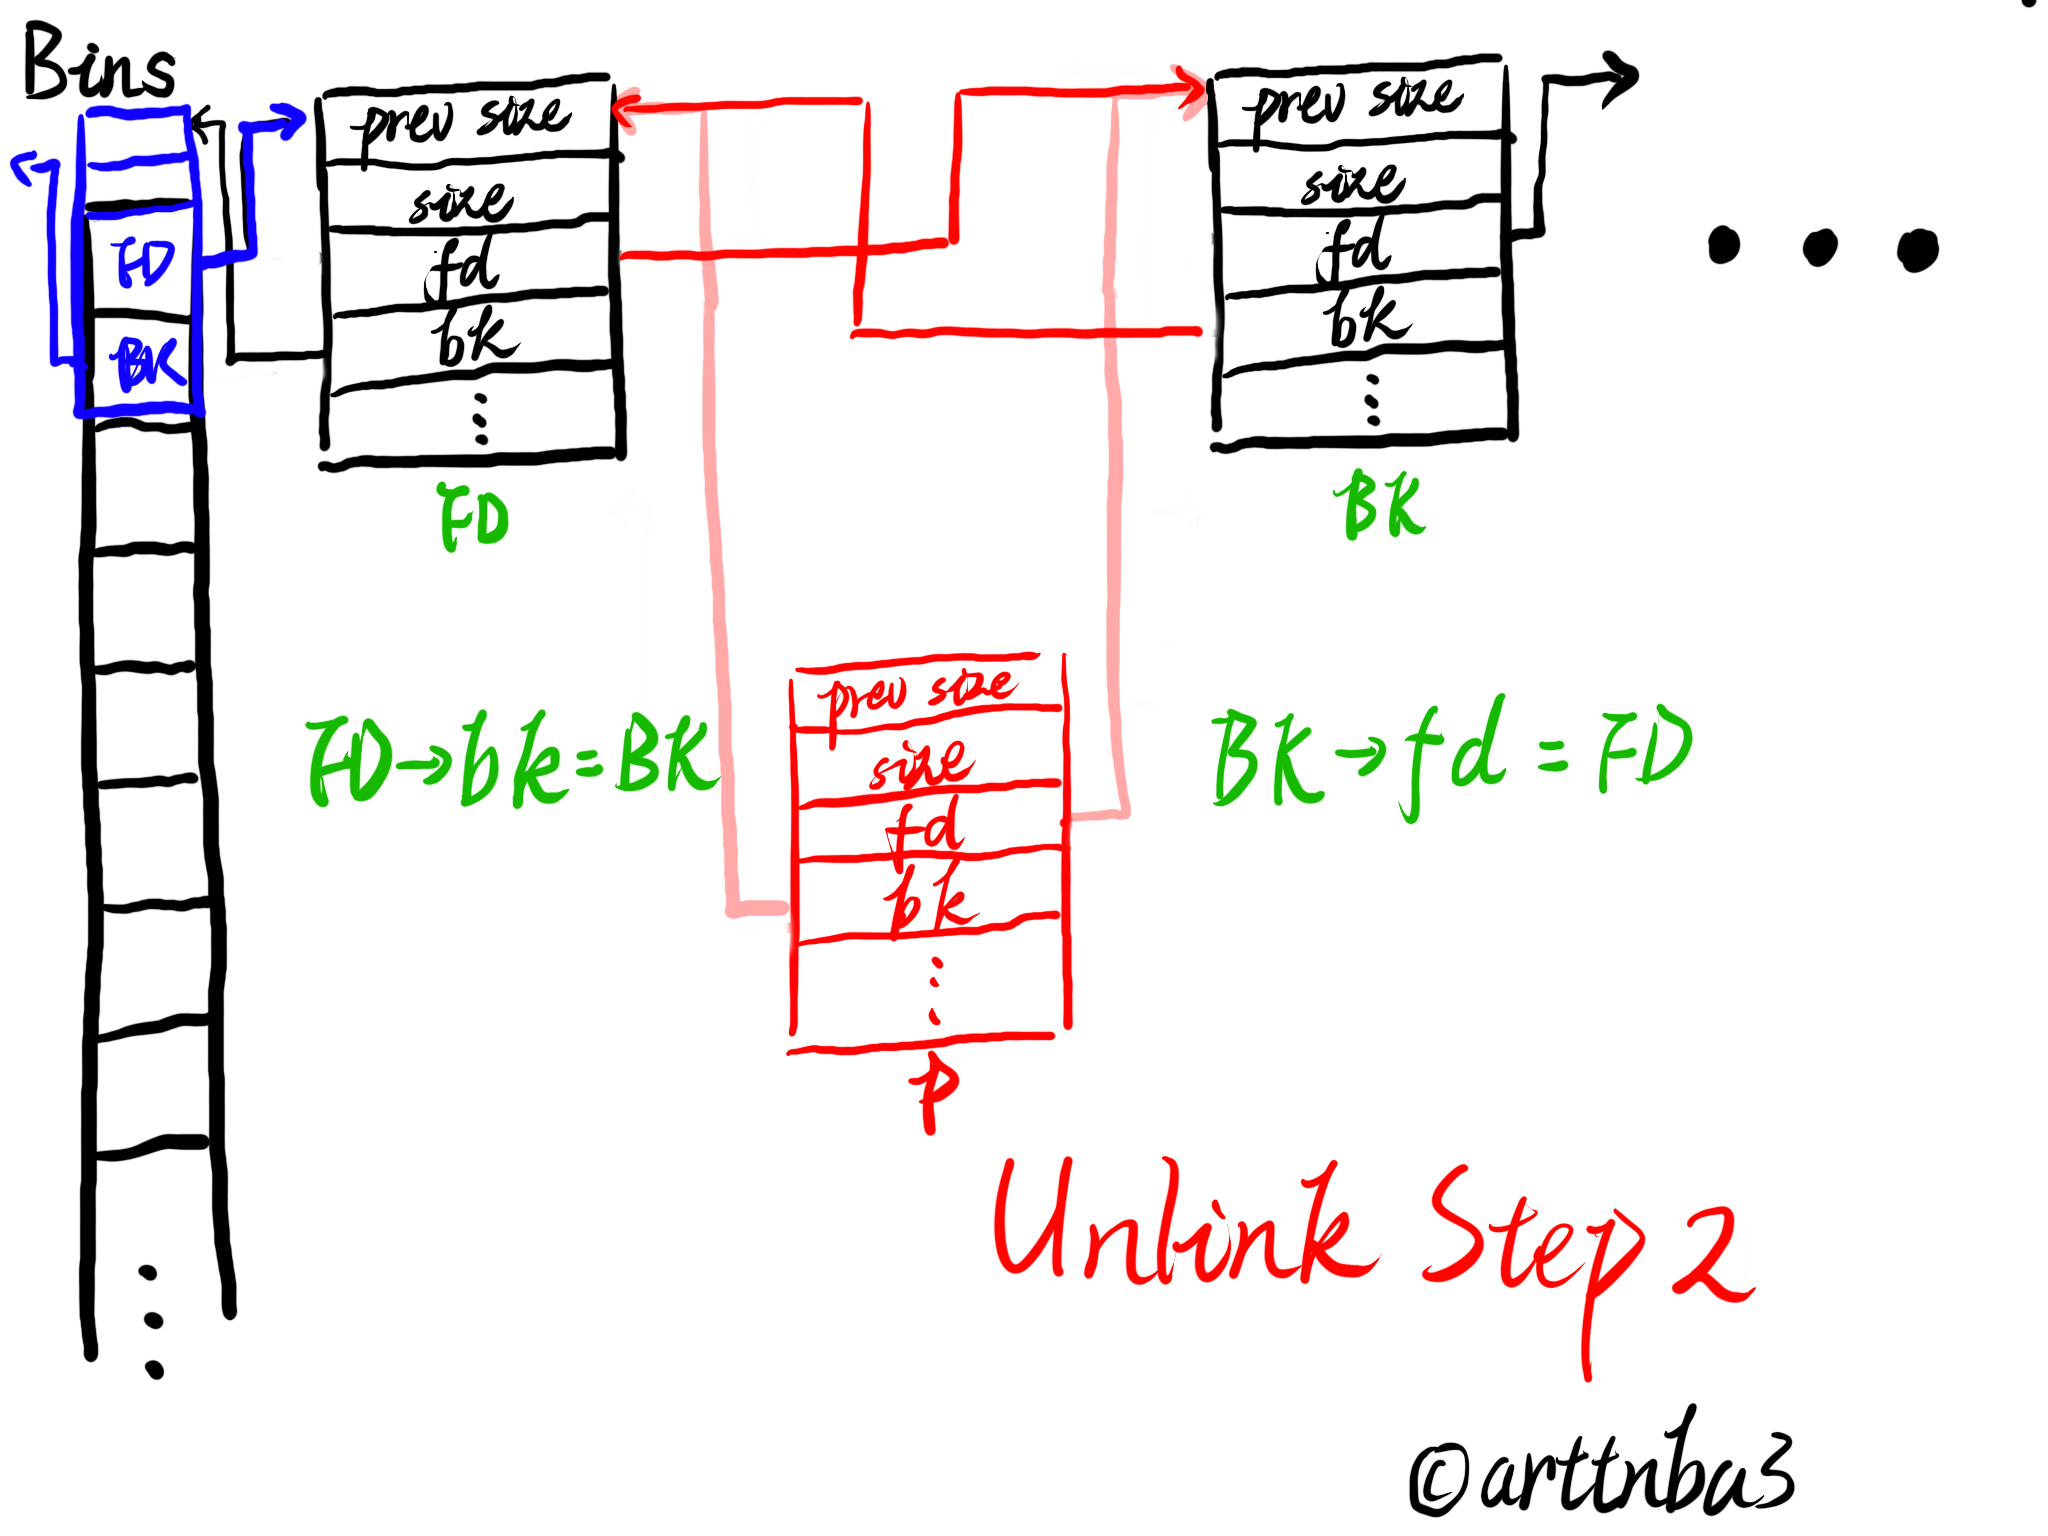 Bins
FD
BK
prev size
size
fd
bk
FD
prev size
size
fd
bk
BK
FD→bk=BK
BK→fd=FD
prev size
size
fd
bk
P
Unlink Step 2
©arttnba3